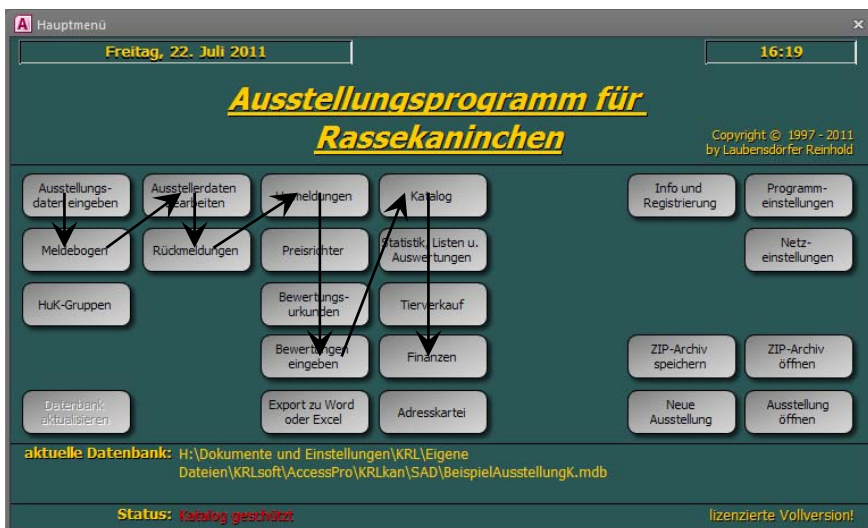 Hauptmenü
Freitag, 22. Juli 2011
16:19
Ausstellungsprogramm für
Rassekaninchen
Copyright © 1997 - 2011
by Laubensdörfer Reinhold
Ausstellungs-
daten eingeben
Ausstellerdaten
bearbeiten
Katalog
Info und
Registrierung
Programm-
einstellungen
Meldebogen
Rückmeldungen
Preisrichter
Statistik, Listen u.
Auswertungen
Netz-
einstellungen
HuK-Gruppen
Bewertungs-
urkunden
Tierverkauf
Bewertungen
eingeben
Finanzen
ZIP-Archiv
speichern
ZIP-Archiv
öffnen
Datenbank
aktualisieren
Export zu Word
oder Excel
Adresskartei
Neue
Ausstellung
Ausstellung
öffnen
aktuelle Datenbank: H:\Dokumente und Einstellungen\KRL\Eigene
Dateien\KRLsoft\AccessPro\KRLkan\SAD\BeispielAusstellungK.mdb
Status: Katalog geschützt
lizenzierte Vollversion!